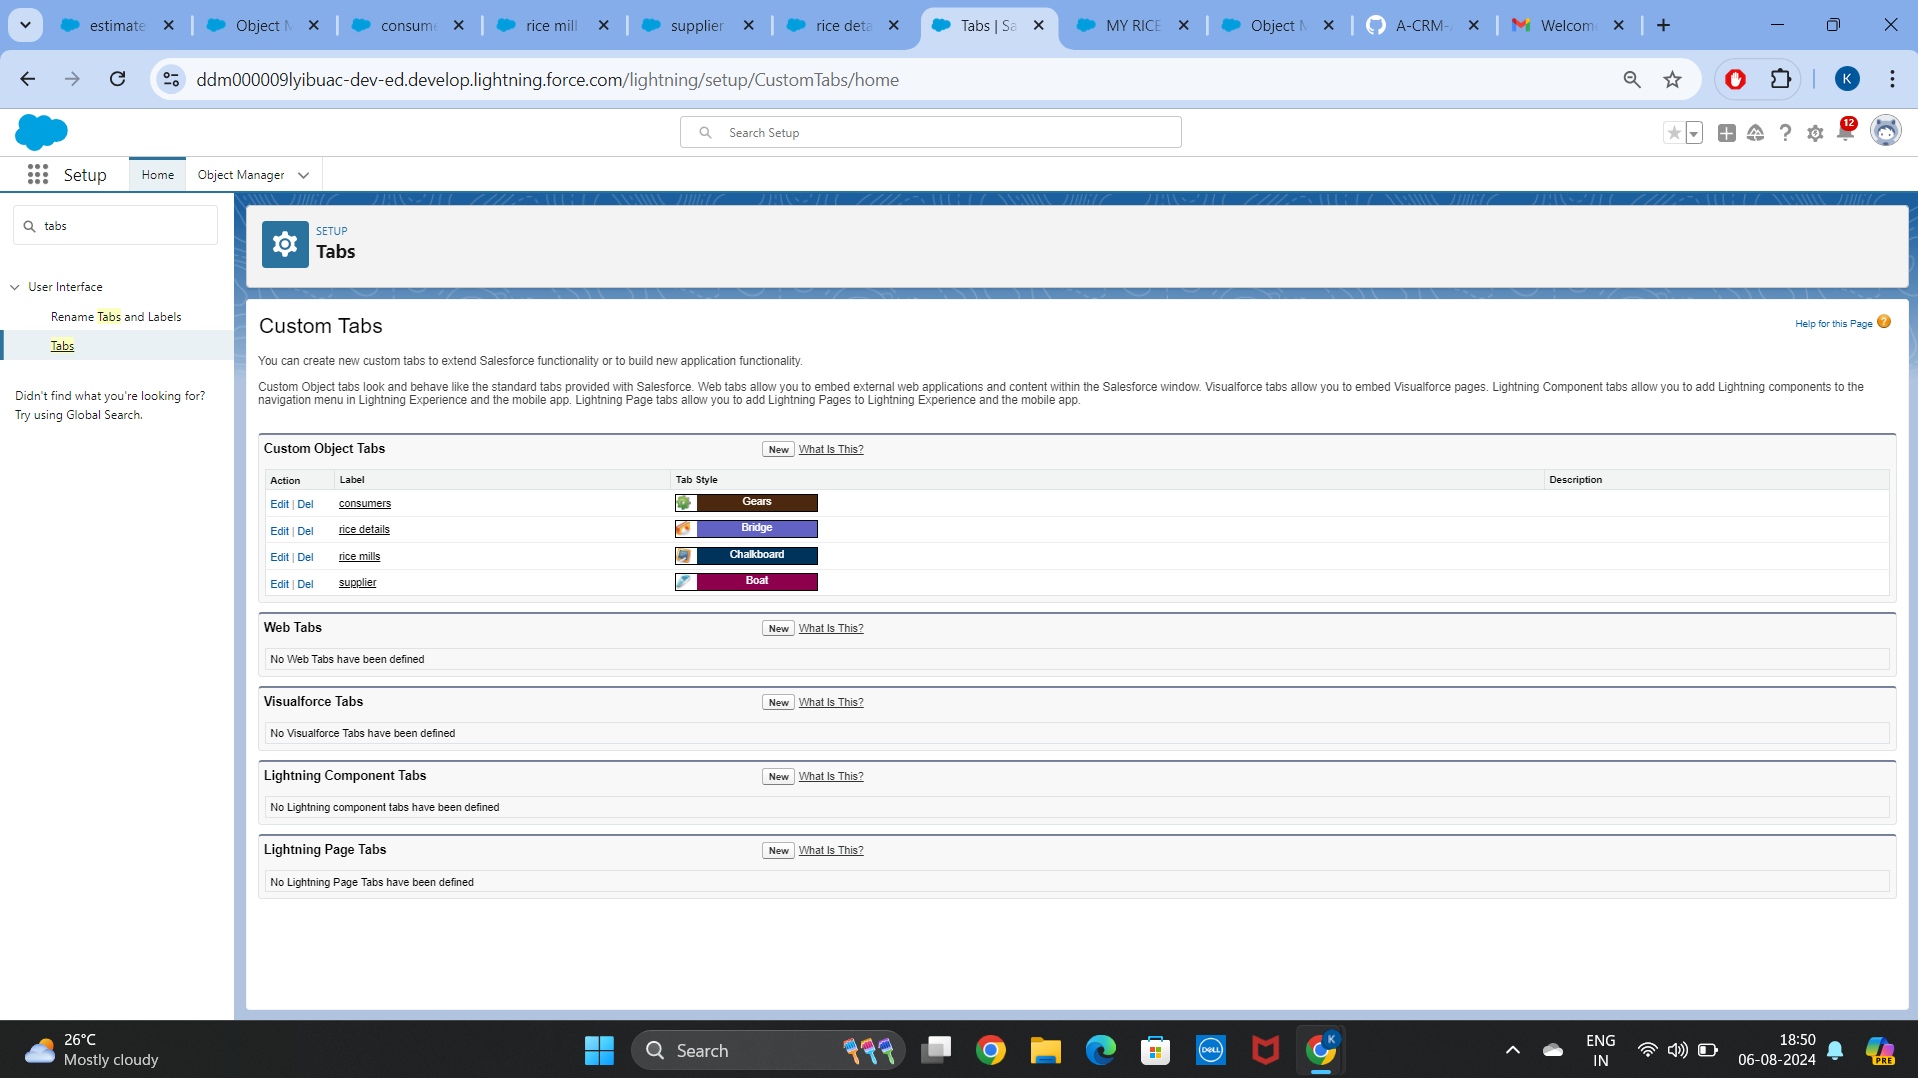 estimate
Object M
consume
rice mill
supplier
rice deta
Tabs | Sa
MY RICE
Object M
A-CRM-
Welcom
ddm000009lyibuac-dev-ed.develop.lightning.force.com/lightning/setup/CustomTabs/home
K
Search Setup
12
Setup
Home
Object Manager
tabs
User Interface
Rename Tabs and Labels
Tabs
Didn't find what you're looking for?
Try using Global Search.
SETUP
Tabs
Custom Tabs
Help for this Page
You can create new custom tabs to extend Salesforce functionality or to build new application functionality.
Custom Object tabs look and behave like the standard tabs provided with Salesforce. Web tabs allow you to embed external web applications and content within the Salesforce window. Visualforce tabs allow you to embed Visualforce pages. Lightning Component tabs allow you to add Lightning components to the
navigation menu in Lightning Experience and the mobile app. Lightning Page tabs allow you to add Lightning Pages to Lightning Experience and the mobile app.
Custom Object Tabs New What Is This?
Action Label Tab Style Description
Edit | Del consumers Gears
Edit | Del rice details Bridge
Edit | Del rice mills Chalkboard
Edit | Del supplier Boat
Web Tabs New What Is This?
No Web Tabs have been defined
Visualforce Tabs New What Is This?
No Visualforce Tabs have been defined
Lightning Component Tabs New What Is This?
No Lightning component tabs have been defined
Lightning Page Tabs New What Is This?
No Lightning Page Tabs have been defined
26°C
Mostly cloudy
Search
DELL
K
ENG
IN
18:50
06-08-2024
PRE